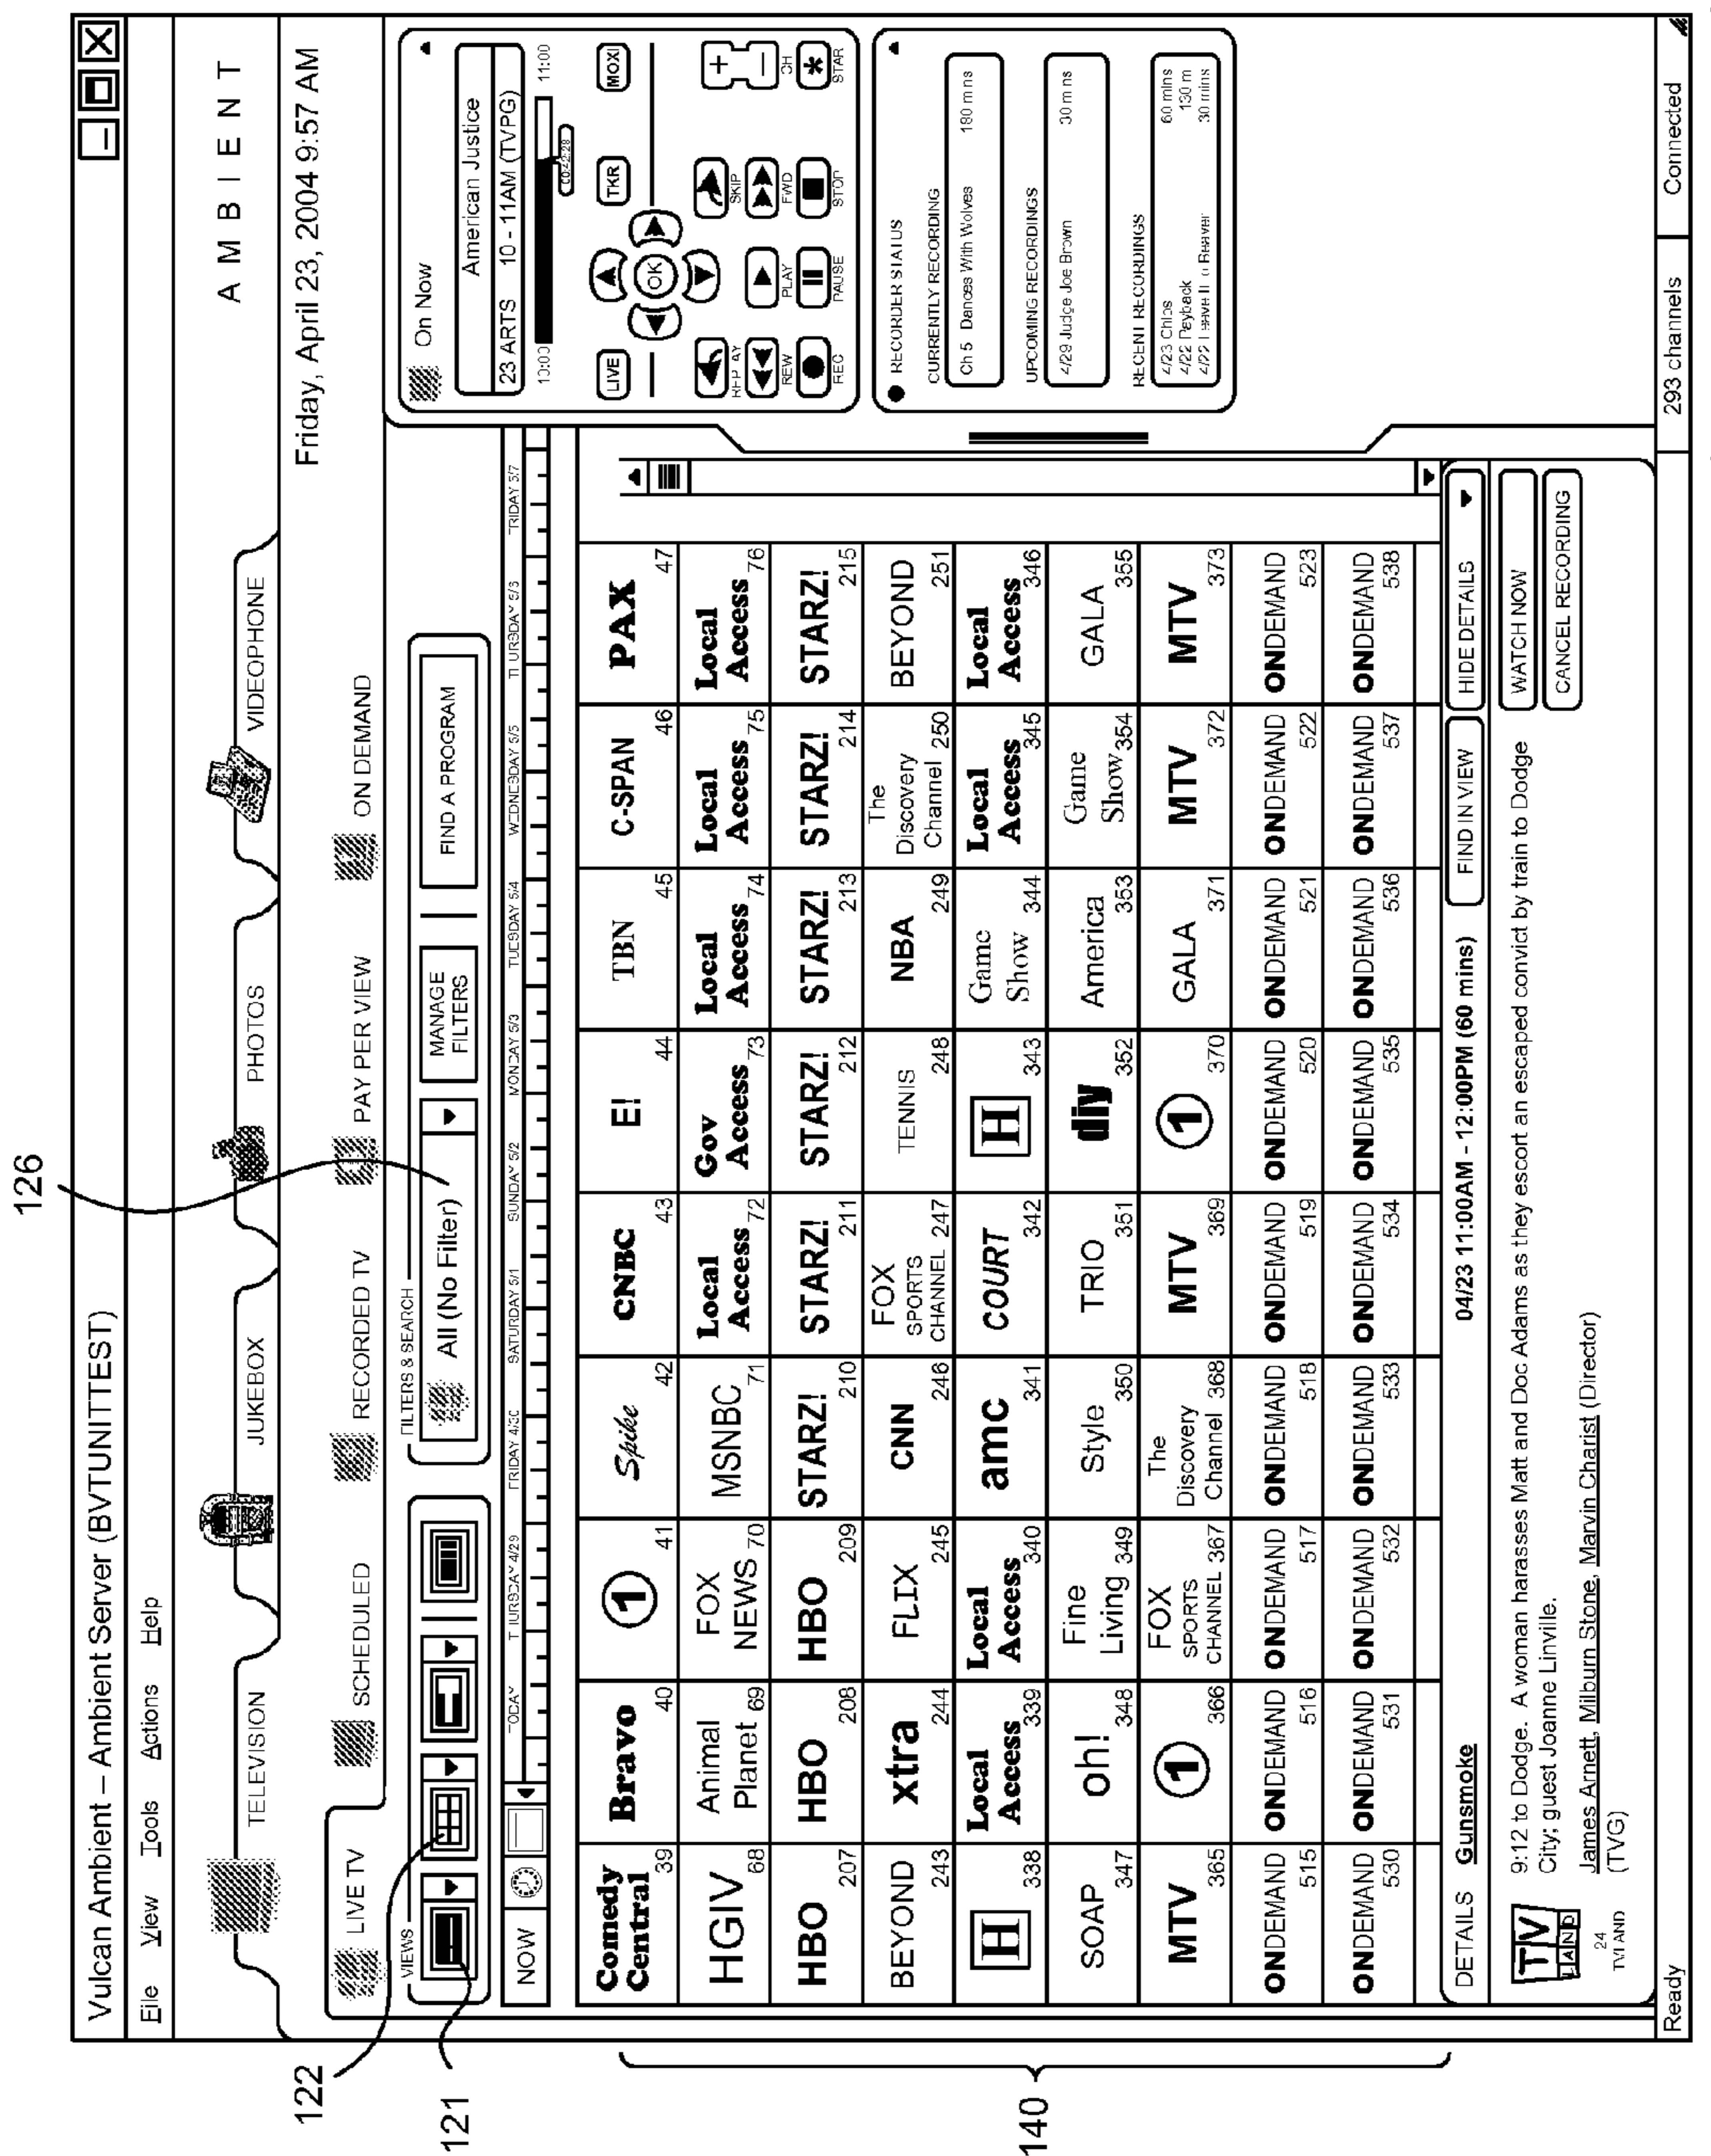 Vulcan Ambient – Ambient Server (BVTUNITTEST)
File View Tools Actions Help
TELEVISION JUKEBOX PHOTOS VIDEOPHONE
AMBIENT
Friday, April 23, 2004 9:57 AM
LIVE TV SCHEDULED RECORDED TV PAY PER VIEW ON DEMAND
VIEWS
FILTERS & SEARCH
All (No Filter)
MANAGE FILTERS
FIND A PROGRAM
126
122
121
140
NOW
TODAY THURSDAY 4/29 FRIDAY 4/30 SATURDAY 5/1 SUNDAY 5/2 MONDAY 5/3 TUESDAY 5/4 WEDNESDAY 5/5 THURSDAY 5/6 FRIDAY 5/7
Comedy Central 39 Bravo 40 1 41 Spike 42 CNBC 43 E! 44 TBN 45 C-SPAN 46 PAX 47
HGIV 68 Animal Planet 69 FOX NEWS 70 MSNBC 71 Local Access 72 Gov Access 73 Local Access 74 Local Access 75 Local Access 76
HBO 207 HBO 208 HBO 209 STARZ! 210 STARZ! 211 STARZ! 212 STARZ! 213 STARZ! 214 STARZ! 215
BEYOND 243 xtra 244 FLIX 245 CNN 246 FOX SPORTS CHANNEL 247 TENNIS 248 NBA 249 The Discovery Channel 250 BEYOND 251
H 338 Local Access 339 Local Access 340 amc 341 COURT 342 H 343 Game Show 344 Local Access 345 Local Access 346
SOAP 347 oh! 348 Fine Living 349 Style 350 TRIO 351 diy 352 America 353 Game Show 354 GALA 355
MTV 365 1 366 FOX SPORTS CHANNEL 367 The Discovery Channel 368 MTV 369 1 370 GALA 371 MTV 372 MTV 373
ONDEMAND 515 ONDEMAND 516 ONDEMAND 517 ONDEMAND 518 ONDEMAND 519 ONDEMAND 520 ONDEMAND 521 ONDEMAND 522 ONDEMAND 523
ONDEMAND 530 ONDEMAND 531 ONDEMAND 532 ONDEMAND 533 ONDEMAND 534 ONDEMAND 535 ONDEMAND 536 ONDEMAND 537 ONDEMAND 538
DETAILS Gunsmoke 04/23 11:00AM - 12:00PM (60 mins) FIND IN VIEW HIDE DETAILS
TV LAND
24
TVLAND
9:12 to Dodge. A woman harasses Matt and Doc Adams as they escort an escaped convict by train to Dodge
City; guest Joanne Linville.
James Arnett, Milburn Stone, Marvin Charist (Director)
(TVG)
WATCH NOW
CANCEL RECORDING
On Now
American Justice
23 ARTS 10 - 11AM (TVPG)
10:00 11:00
00:42:28
LIVE TKR MOXI
OK
REPLAY SKIP
+
–
CH
REW PLAY FWD
REC PAUSE STOP STAR
RECORDER STATUS
CURRENTLY RECORDING
Ch 5 Dances With Wolves 180 mins
UPCOMING RECORDINGS
4/29 Judge Joe Brown 30 mins
RECENT RECORDINGS
4/23 Chips 60 mins
4/22 Payback 130 m
4/22 Leave It To Beaver 30 mins
Ready 293 channels Connected